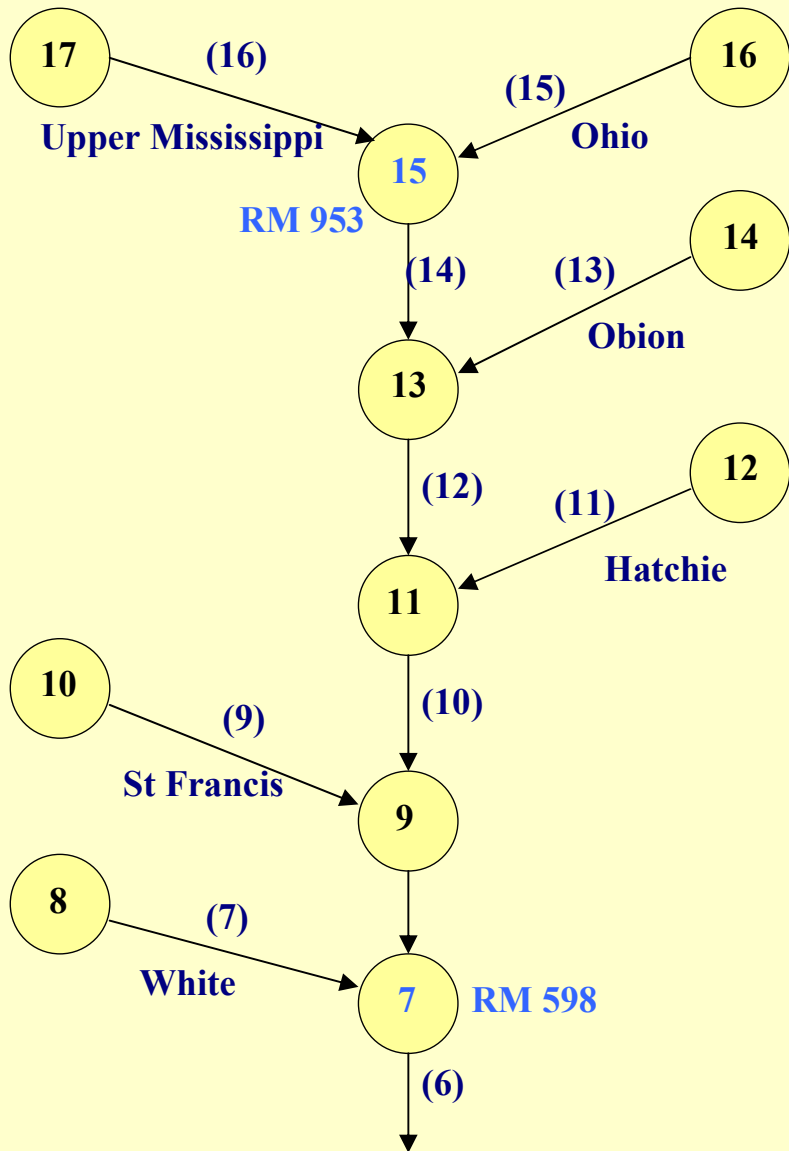 17
(16)
16
(15)
Upper Mississippi
Ohio
15
RM 953
14
(14)
(13)
Obion
13
12
(12)
(11)
Hatchie
11
10
(10)
(9)
St Francis
9
8
(7)
White
7
RM 598
(6)